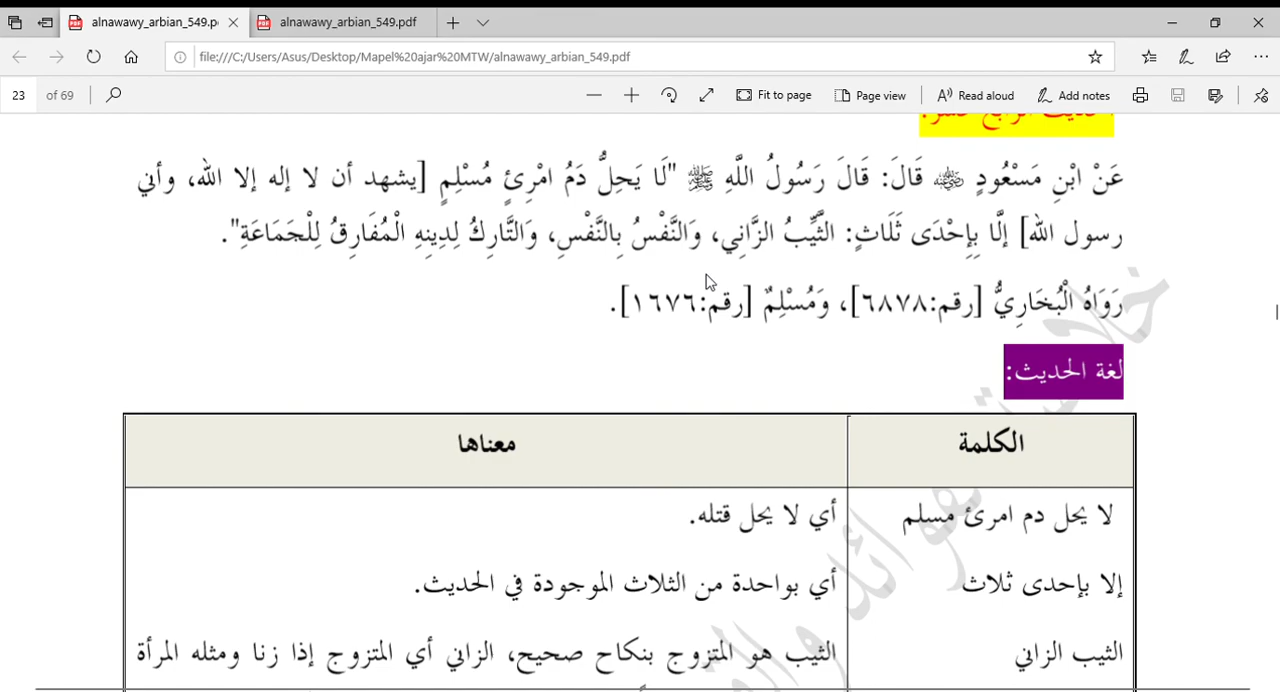 alnawawy_arbian_549.p
alnawawy_arbian_549.pdf
file:///C:/Users/Asus/Desktop/Mapel%20ajar%20MTW/alnawawy_arbian_549.pdf
23 of 69 Fit to page Page view Read aloud Add notes
الحديث الرابع عشر:
عَنْ ابْنِ مَسْعُودٍ رضي الله عنه قَالَ: قَالَ رَسُولُ اللَّهِ ﷺ "لَا يَحِلُّ دَمُ امْرِئٍ مُسْلِمٍ [يشهد أن لا إله إلا الله، وأني
رسول الله] إلَّا بِإِحْدَى ثَلَاثٍ: الثَّيِّبُ الزَّانِي، وَالنَّفْسُ بِالنَّفْسِ، وَالتَّارِكُ لِدِينِهِ الْمُفَارِقُ لِلْجَمَاعَةِ".
رَوَاهُ الْبُخَارِيُّ [رقم:٦٨٧٨]، وَمُسْلِمٌ [رقم:١٦٧٦].
لغة الحديث:
الكلمة معناها
لا يحل دم امرئ مسلم أي لا يحل قتله.
إلا بإحدى ثلاث أي بواحدة من الثلاث الموجودة في الحديث.
الثيب الزاني الثيب هو المتزوج بنكاح صحيح، الزاني أي المتزوج إذا زنا ومثله المرأة